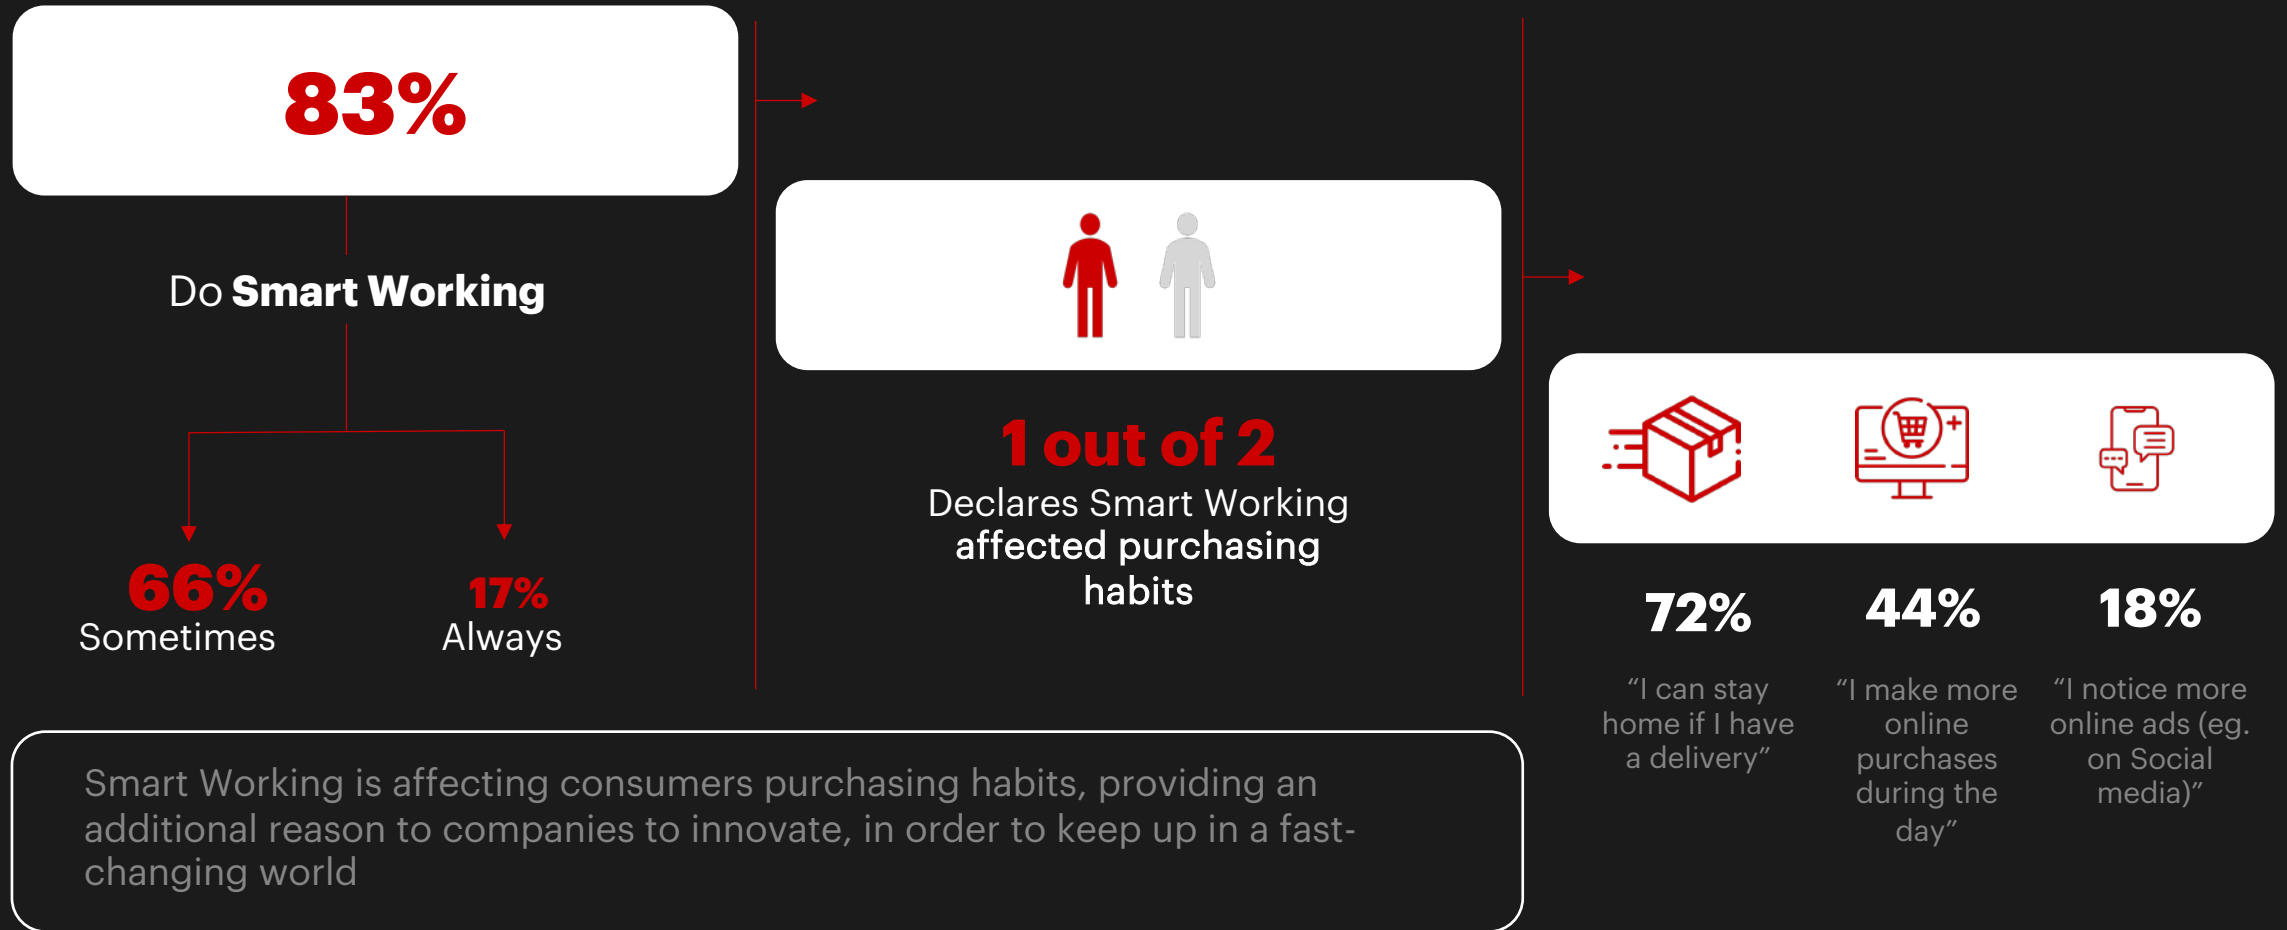 83%
Do Smart Working
66%
Sometimes
17%
Always
1 out of 2
Declares Smart Working
affected purchasing
habits
72%
“I can stay
home if I have
a delivery”
44%
“I make more
online
purchases
during the
day”
18%
“I notice more
online ads (eg.
on Social
media)”
Smart Working is affecting consumers purchasing habits, providing an
additional reason to companies to innovate, in order to keep up in a fast-
changing world